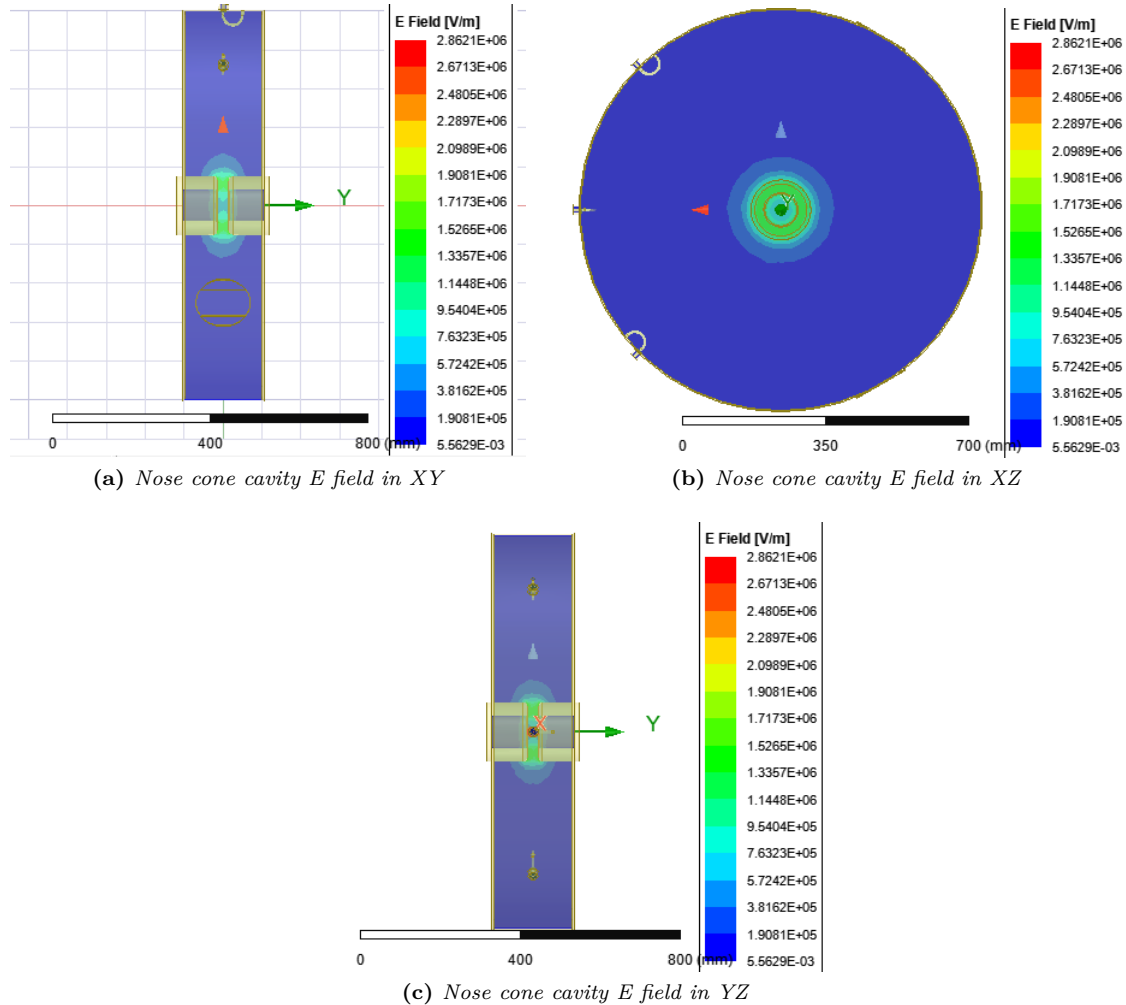 E Field [V/m]
2.8621E+06
2.6713E+06
2.4805E+06
2.2897E+06
2.0989E+06
1.9081E+06
1.7173E+06
1.5265E+06
1.3357E+06
1.1448E+06
9.5404E+05
7.6323E+05
5.7242E+05
3.8162E+05
1.9081E+05
5.5629E-03
Y
0 400 800 (mm)
(a) Nose cone cavity E field in XY
E Field [V/m]
2.8621E+06
2.6713E+06
2.4805E+06
2.2897E+06
2.0989E+06
1.9081E+06
1.7173E+06
1.5265E+06
1.3357E+06
1.1448E+06
9.5404E+05
7.6323E+05
5.7242E+05
3.8162E+05
1.9081E+05
5.5629E-03
Y
0 350 700 (mm)
(b) Nose cone cavity E field in XZ
E Field [V/m]
2.8621E+06
2.6713E+06
2.4805E+06
2.2897E+06
2.0989E+06
1.9081E+06
1.7173E+06
1.5265E+06
1.3357E+06
1.1448E+06
9.5404E+05
7.6323E+05
5.7242E+05
3.8162E+05
1.9081E+05
5.5629E-03
X
Y
0 400 800 (mm)
(c) Nose cone cavity E field in YZ